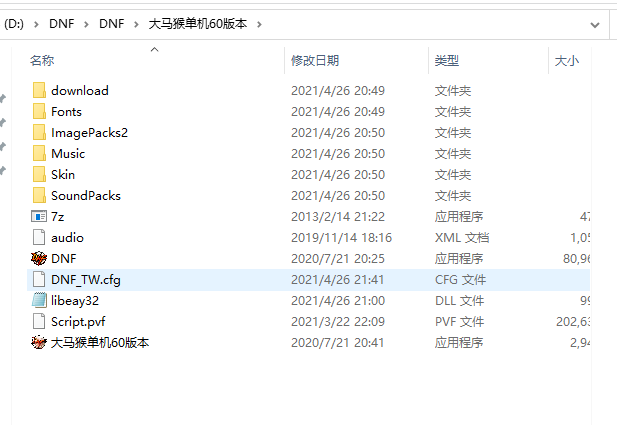 (D:) DNF DNF 大马猴单机60版本
名称 修改日期 类型 大小
download 2021/4/26 20:49 文件夹
Fonts 2021/4/26 20:49 文件夹
ImagePacks2 2021/4/26 20:50 文件夹
Music 2021/4/26 20:50 文件夹
Skin 2021/4/26 20:50 文件夹
SoundPacks 2021/4/26 20:50 文件夹
7z 2013/2/14 21:22 应用程序 47
audio 2019/11/14 18:16 XML 文档 1,05
DNF 2020/7/21 20:25 应用程序 80,96
DNF_TW.cfg 2021/4/26 21:41 CFG 文件
libeay32 2021/4/26 21:00 DLL 文件 99
Script.pvf 2021/3/22 22:09 PVF 文件 202,63
大马猴单机60版本 2020/7/21 20:41 应用程序 2,94